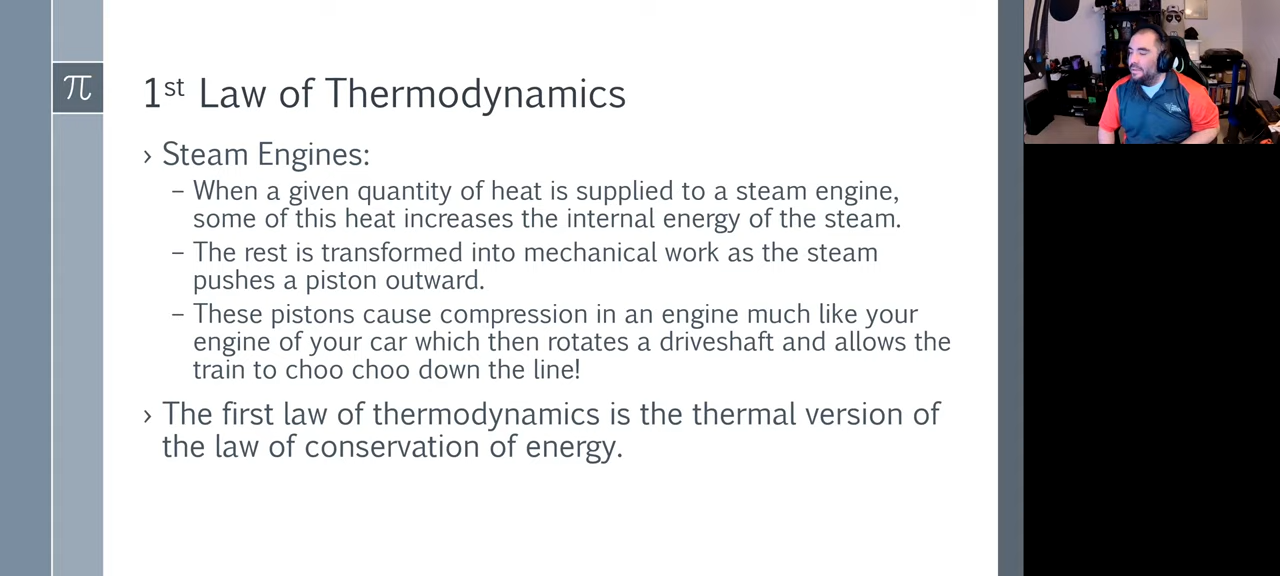 π
1st Law of Thermodynamics
› Steam Engines:
– When a given quantity of heat is supplied to a steam engine,
some of this heat increases the internal energy of the steam.
– The rest is transformed into mechanical work as the steam
pushes a piston outward.
– These pistons cause compression in an engine much like your
engine of your car which then rotates a driveshaft and allows the
train to choo choo down the line!
› The first law of thermodynamics is the thermal version of
the law of conservation of energy.